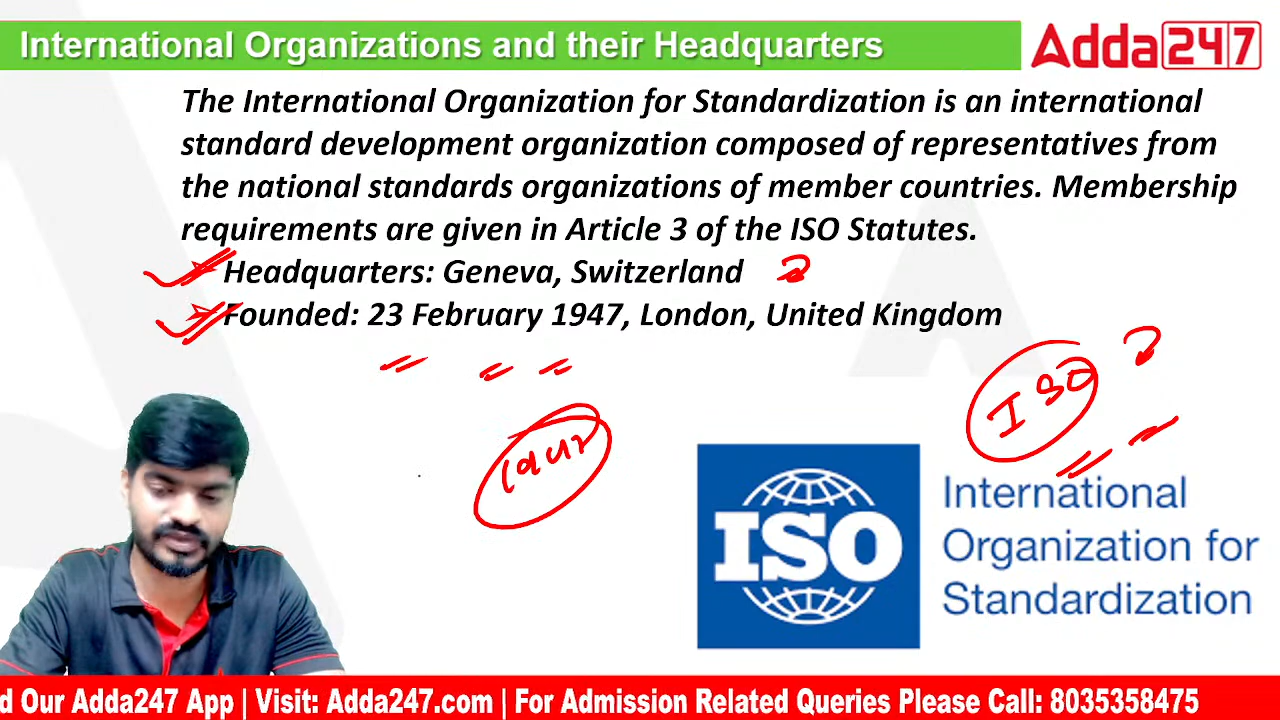 International Organizations and their Headquarters
Adda247
The International Organization for Standardization is an international
standard development organization composed of representatives from
the national standards organizations of member countries. Membership
requirements are given in Article 3 of the ISO Statutes.
Headquarters: Geneva, Switzerland
Founded: 23 February 1947, London, United Kingdom
ISO ?
ISO
International
Organization for
Standardization
d Our Adda247 App | Visit: Adda247.com | For Admission Related Queries Please Call: 8035358475